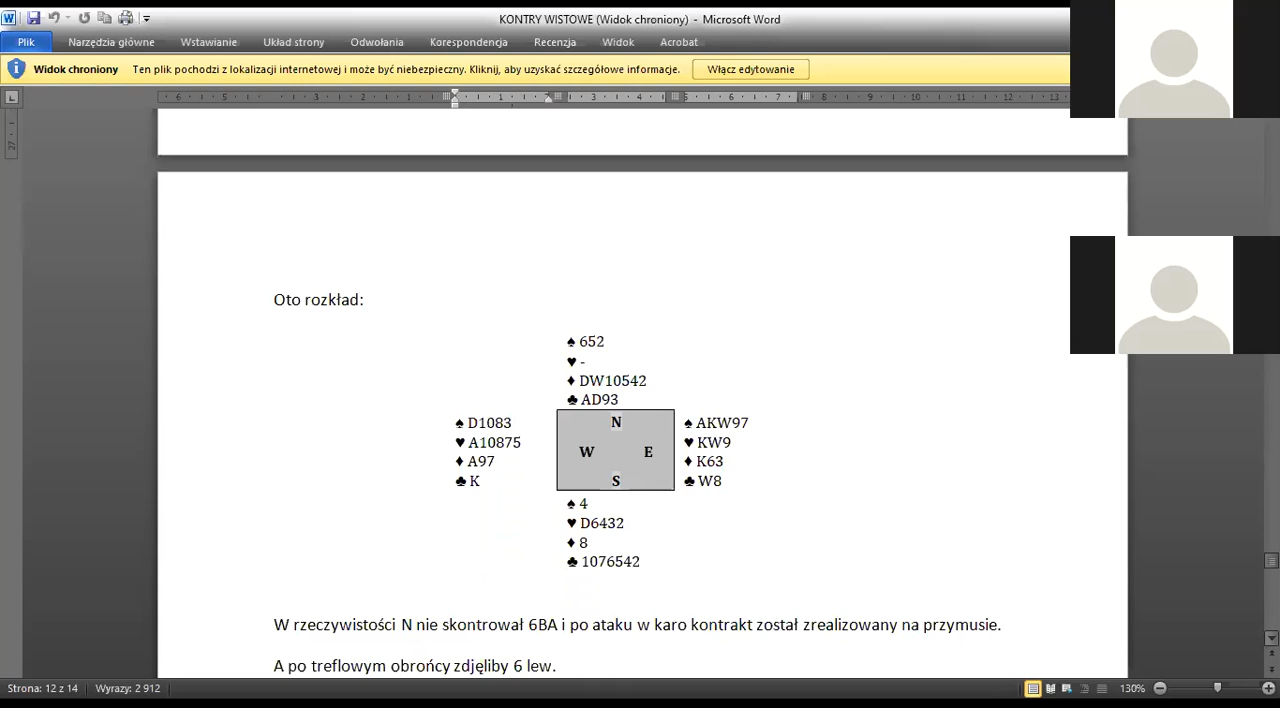 KONTRY WISTOWE (Widok chroniony) - Microsoft Word
Plik Narzędzia główne Wstawianie Układ strony Odwołania Korespondencja Recenzja Widok Acrobat
Widok chroniony Ten plik pochodzi z lokalizacji internetowej i może być niebezpieczny. Kliknij, aby uzyskać szczegółowe informacje. Włącz edytowanie
Oto rozkład:
♠ 652
♥ -
♦ DW10542
♣ AD93
♠ D1083
♥ A10875
♦ A97
♣ K
N
W E
S
♠ AKW97
♥ KW9
♦ K63
♣ W8
♠ 4
♥ D6432
♦ 8
♣ 1076542
W rzeczywistości N nie skontrował 6BA i po ataku w karo kontrakt został zrealizowany na przymusie.
A po treflowym obrońcy zdjęliby 6 lew.
Strona: 12 z 14 Wyrazy: 2 912 130%